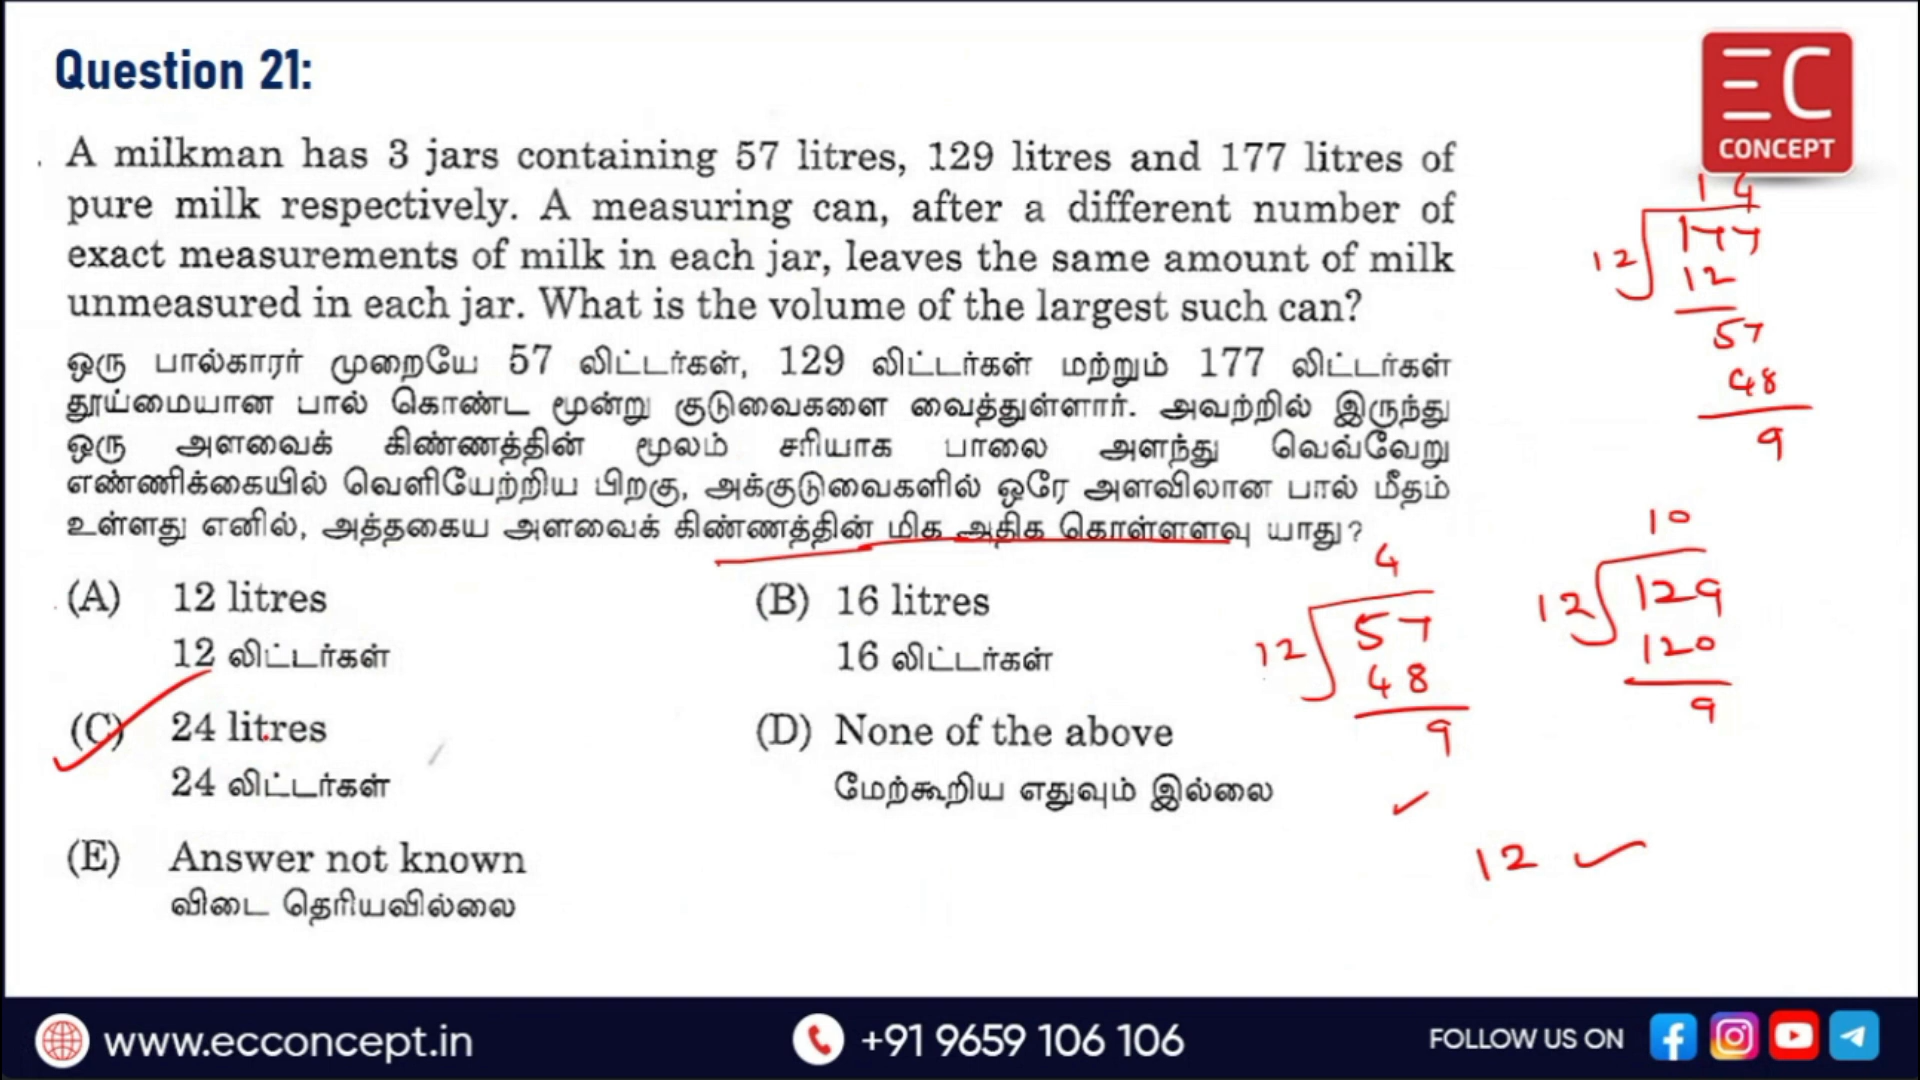 Question 21:
A milkman has 3 jars containing 57 litres, 129 litres and 177 litres of
pure milk respectively. A measuring can, after a different number of
exact measurements of milk in each jar, leaves the same amount of milk
unmeasured in each jar. What is the volume of the largest such can?
ஒரு பால்காரர் முறையே 57 லிட்டர்கள், 129 லிட்டர்கள் மற்றும் 177 லிட்டர்கள்
தூய்மையான பால் கொண்ட மூன்று குடுவைகளை வைத்துள்ளார். அவற்றில் இருந்து
ஒரு அளவைக் கிண்ணத்தின் மூலம் சரியாக பாலை அளந்து வெவ்வேறு
எண்ணிக்கையில் வெளியேற்றிய பிறகு, அக்குடுவைகளில் ஒரே அளவிலான பால் மீதம்
உள்ளது எனில், அத்தகைய அளவைக் கிண்ணத்தின் மிக அதிக கொள்ளளவு யாது?
(A) 12 litres
12 லிட்டர்கள்
(B) 16 litres
16 லிட்டர்கள்
(C) 24 litres
24 லிட்டர்கள்
(D) None of the above
மேற்கூறிய எதுவும் இல்லை
(E) Answer not known
விடை தெரியவில்லை
EC
CONCEPT
14
12 177
12
57
48
9
4
12 57
48
9
10
12 129
120
9
12
www.ecconcept.in
+91 9659 106 106
FOLLOW US ON